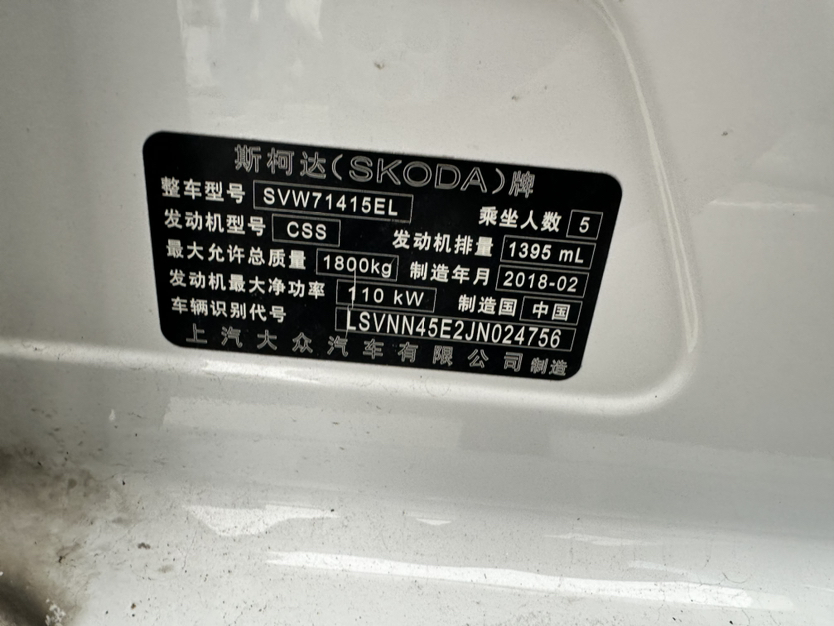 斯柯达(SKODA)牌
整车型号 SVW71415EL 乘坐人数 5
发动机型号 CSS 发动机排量 1395 mL
最大允许总质量 1800kg 制造年月 2018-02
发动机最大净功率 110 kW 制造国 中国
车辆识别代号 LSVNN45E2JN024756
上汽大众汽车有限公司 制造